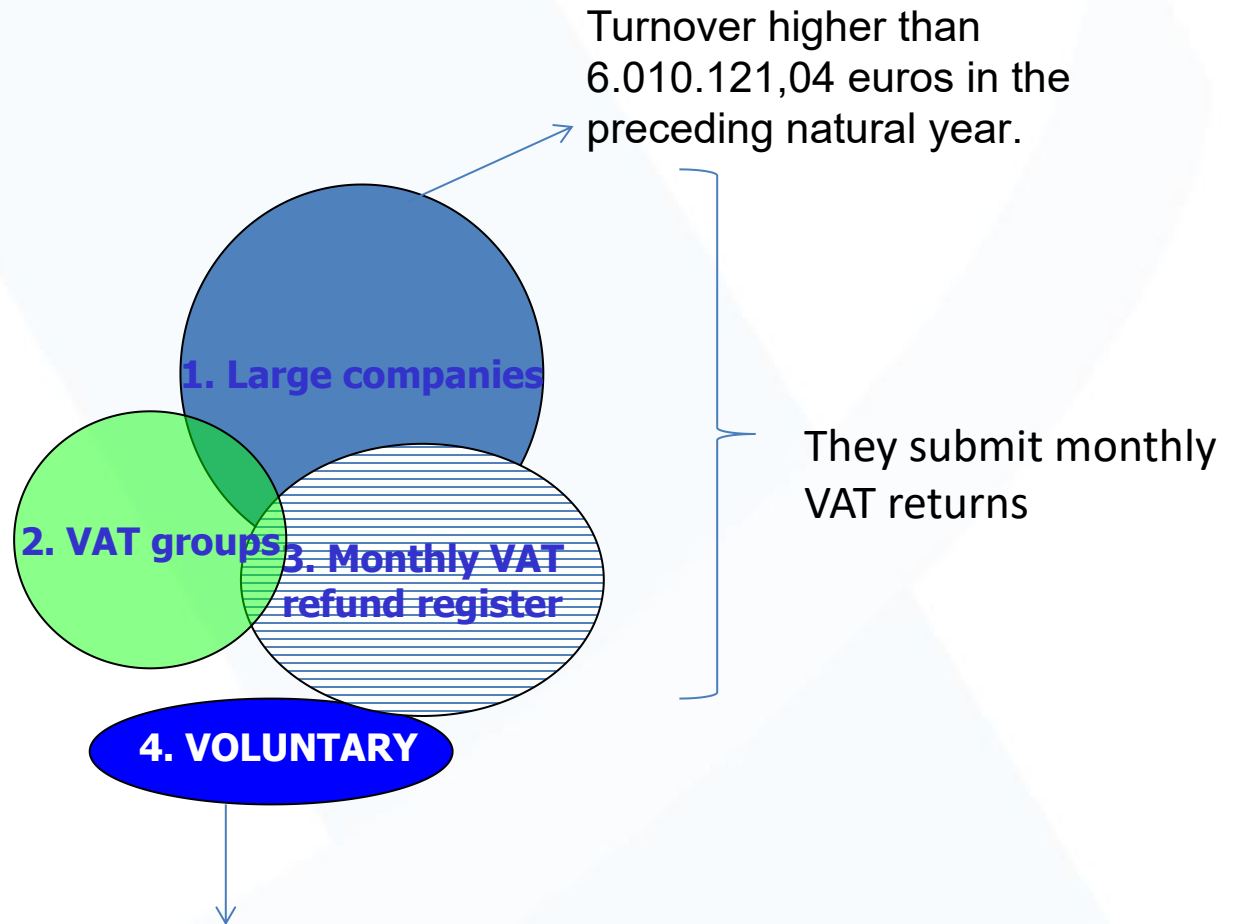 Turnover higher than
6.010.121,04 euros in the
preceding natural year.
1. Large companies
They submit monthly
VAT returns
2. VAT groups
3. Monthly VAT
refund register
4. VOLUNTARY